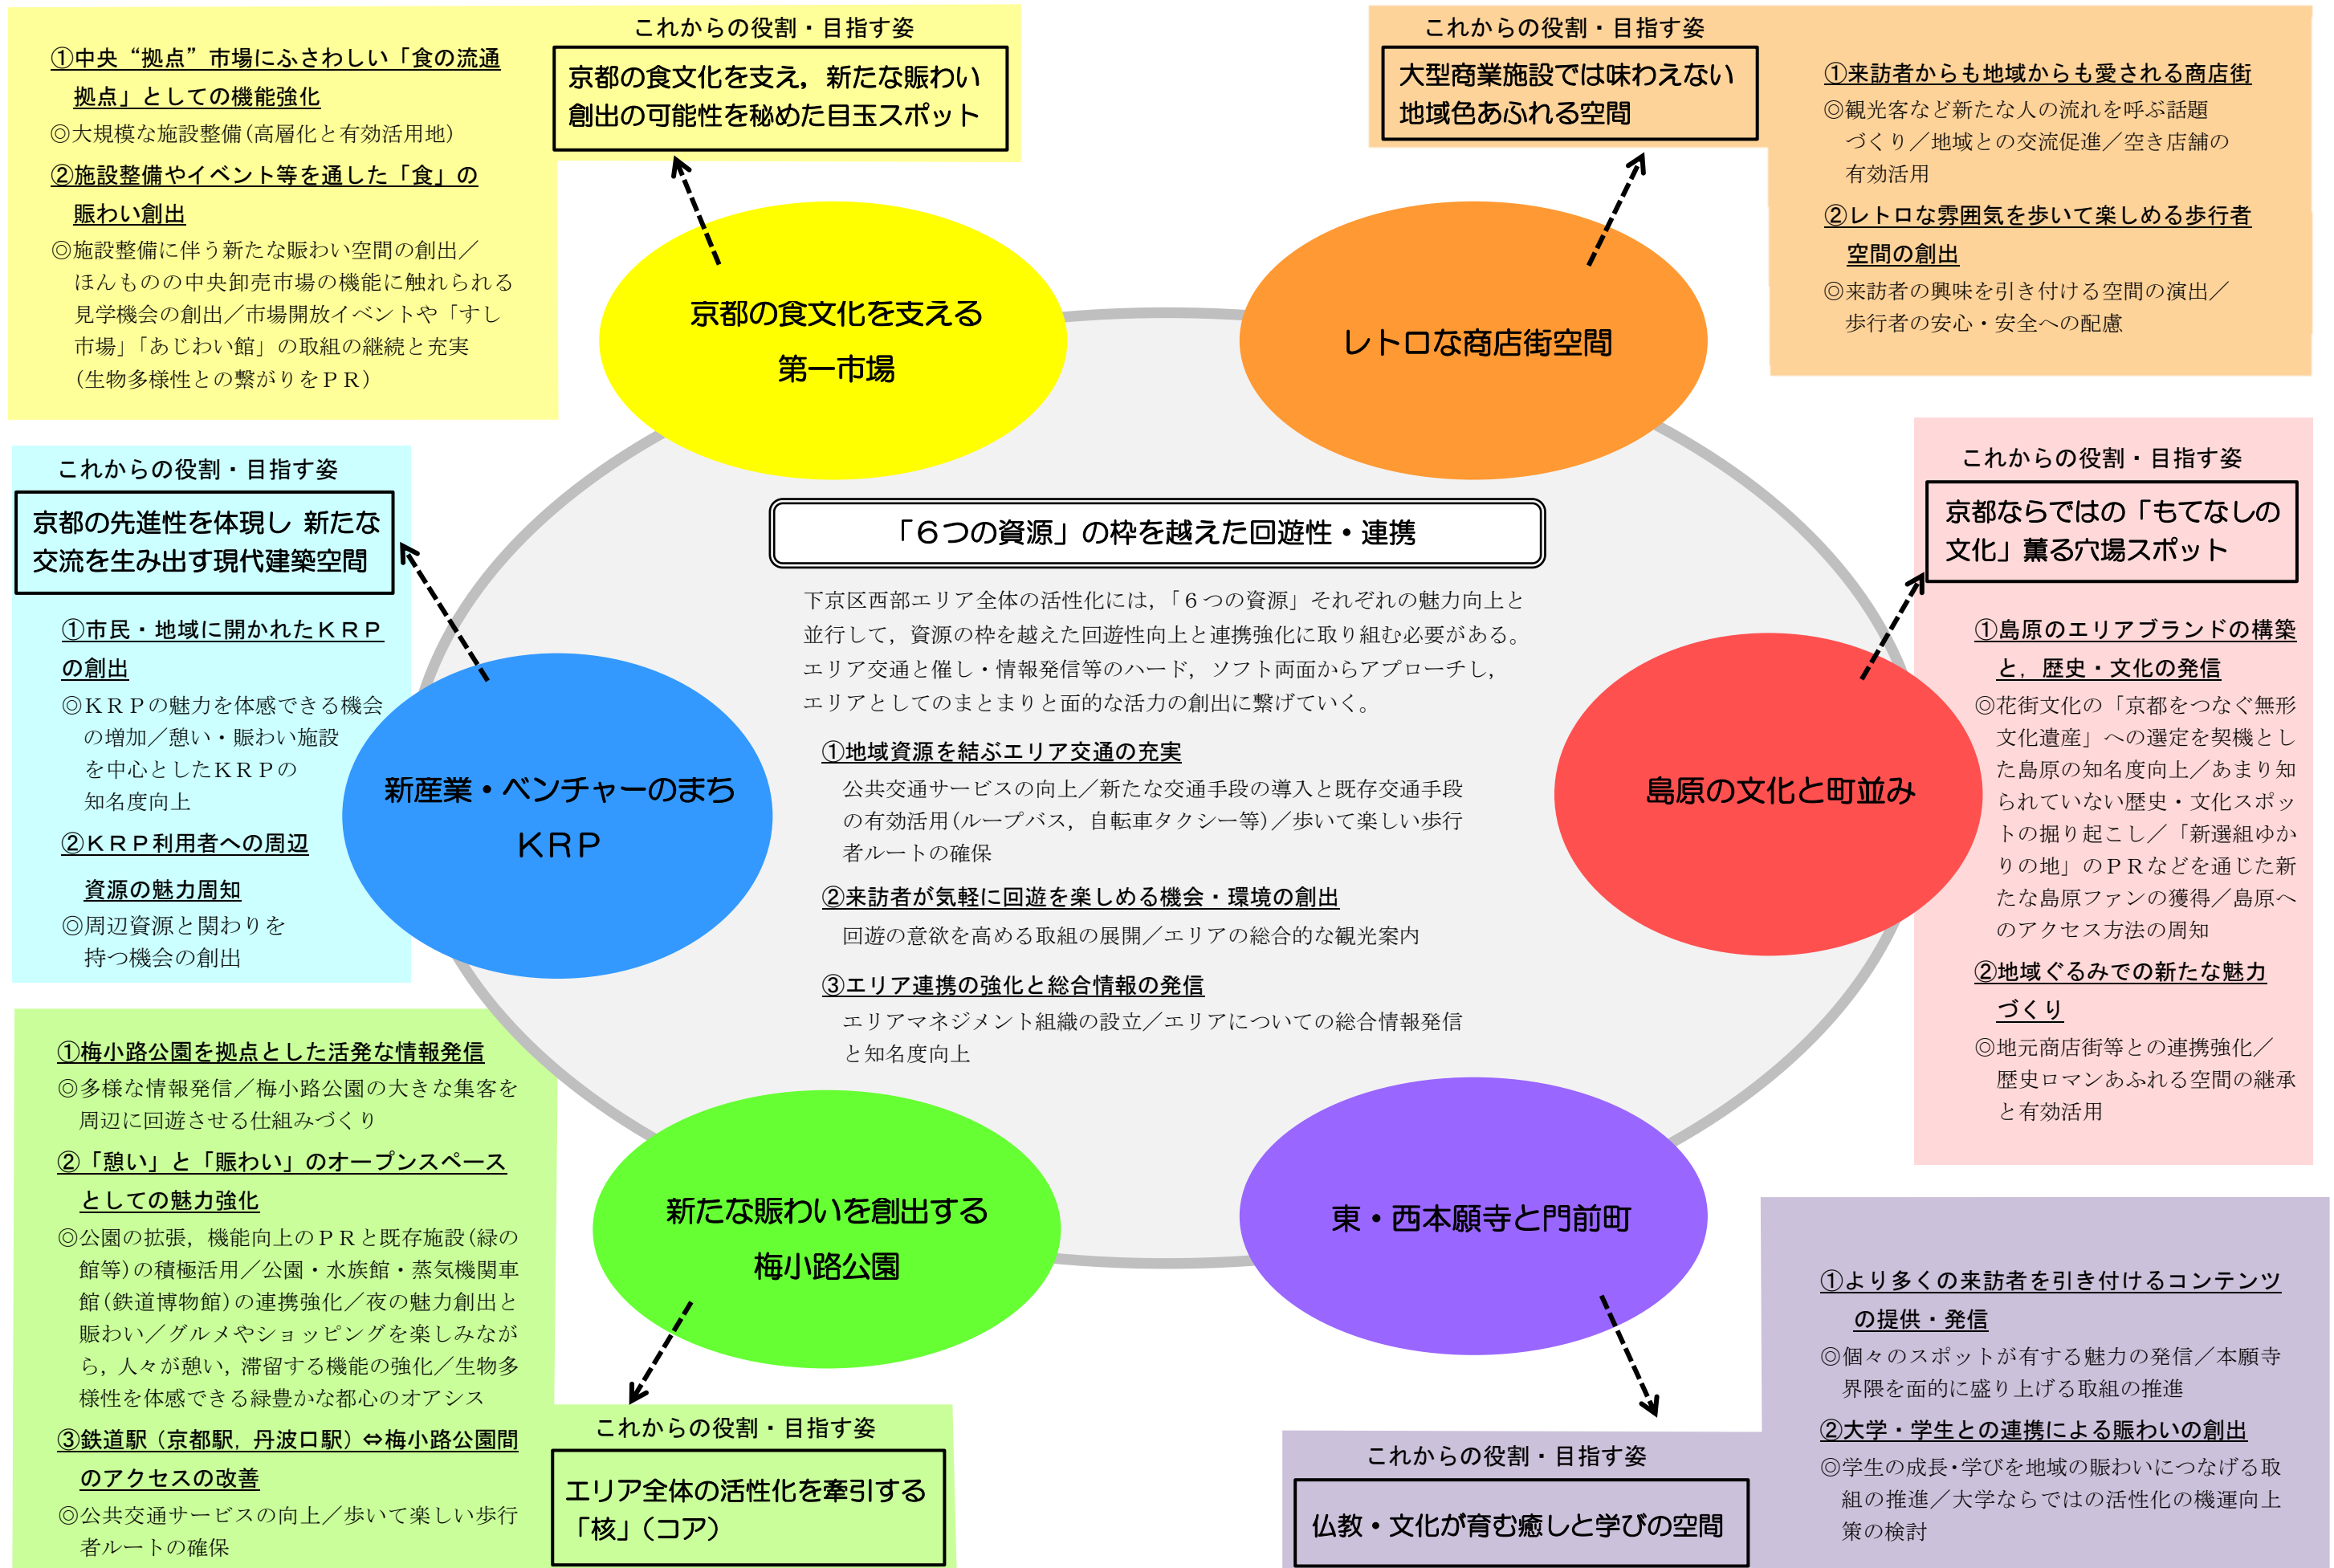 これからの役割・目指す姿
京都の食文化を支え，新たな賑わい
創出の可能性を秘めた目玉スポット
①中央“拠点”市場にふさわしい「食の流通
拠点」としての機能強化
◎大規模な施設整備（高層化と有効活用地）
②施設整備やイベント等を通した「食」の
賑わい創出
◎施設整備に伴う新たな賑わい空間の創出／
ほんものの中央卸売市場の機能に触れられる
見学機会の創出／市場開放イベントや「すし
市場」「あじわい館」の取組の継続と充実
（生物多様性との繋がりをＰＲ）
京都の食文化を支える
第一市場
これからの役割・目指す姿
大型商業施設では味わえない
地域色あふれる空間
①来訪者からも地域からも愛される商店街
◎観光客など新たな人の流れを呼ぶ話題
づくり／地域との交流促進／空き店舗の
有効活用
②レトロな雰囲気を歩いて楽しめる歩行者
空間の創出
◎来訪者の興味を引き付ける空間の演出／
歩行者の安心・安全への配慮
レトロな商店街空間
これからの役割・目指す姿
京都の先進性を体現し 新たな
交流を生み出す現代建築空間
①市民・地域に開かれたＫＲＰ
の創出
◎ＫＲＰの魅力を体感できる機会
の増加／憩い・賑わい施設
を中心としたＫＲＰの
知名度向上
②ＫＲＰ利用者への周辺
資源の魅力周知
◎周辺資源と関わりを
持つ機会の創出
新産業・ベンチャーのまち
ＫＲＰ
「６つの資源」の枠を越えた回遊性・連携
下京区西部エリア全体の活性化には，「６つの資源」それぞれの魅力向上と
並行して，資源の枠を越えた回遊性向上と連携強化に取り組む必要がある。
エリア交通と催し・情報発信等のハード，ソフト両面からアプローチし，
エリアとしてのまとまりと面的な活力の創出に繋げていく。
①地域資源を結ぶエリア交通の充実
公共交通サービスの向上／新たな交通手段の導入と既存交通手段
の有効活用（ループバス，自転車タクシー等）／歩いて楽しい歩行
者ルートの確保
②来訪者が気軽に回遊を楽しめる機会・環境の創出
回遊の意欲を高める取組の展開／エリアの総合的な観光案内
③エリア連携の強化と総合情報の発信
エリアマネジメント組織の設立／エリアについての総合情報発信
と知名度向上
これからの役割・目指す姿
京都ならではの「もてなしの
文化」薫る穴場スポット
①島原のエリアブランドの構築
と，歴史・文化の発信
◎花街文化の「京都をつなぐ無形
文化遺産」への選定を契機とし
た島原の知名度向上／あまり知
られていない歴史・文化スポッ
トの掘り起こし／「新選組ゆか
りの地」のＰＲなどを通じた新
たな島原ファンの獲得／島原へ
のアクセス方法の周知
②地域ぐるみでの新たな魅力
づくり
◎地元商店街等との連携強化／
歴史ロマンあふれる空間の継承
と有効活用
島原の文化と町並み
①梅小路公園を拠点とした活発な情報発信
◎多様な情報発信／梅小路公園の大きな集客を
周辺に回遊させる仕組みづくり
②「憩い」と「賑わい」のオープンスペース
としての魅力強化
◎公園の拡張，機能向上のＰＲと既存施設（緑の
館等）の積極活用／公園・水族館・蒸気機関車
館（鉄道博物館）の連携強化／夜の魅力創出と
賑わい／グルメやショッピングを楽しみなが
ら，人々が憩い，滞留する機能の強化／生物多
様性を体感できる緑豊かな都心のオアシス
③鉄道駅（京都駅，丹波口駅）⇔梅小路公園間
のアクセスの改善
◎公共交通サービスの向上／歩いて楽しい歩行
者ルートの確保
新たな賑わいを創出する
梅小路公園
これからの役割・目指す姿
エリア全体の活性化を牽引する
「核」（コア）
東・西本願寺と門前町
これからの役割・目指す姿
仏教・文化が育む癒しと学びの空間
①より多くの来訪者を引き付けるコンテンツ
の提供・発信
◎個々のスポットが有する魅力の発信／本願寺
界隈を面的に盛り上げる取組の推進
②大学・学生との連携による賑わいの創出
◎学生の成長・学びを地域の賑わいにつなげる取
組の推進／大学ならではの活性化の機運向上
策の検討